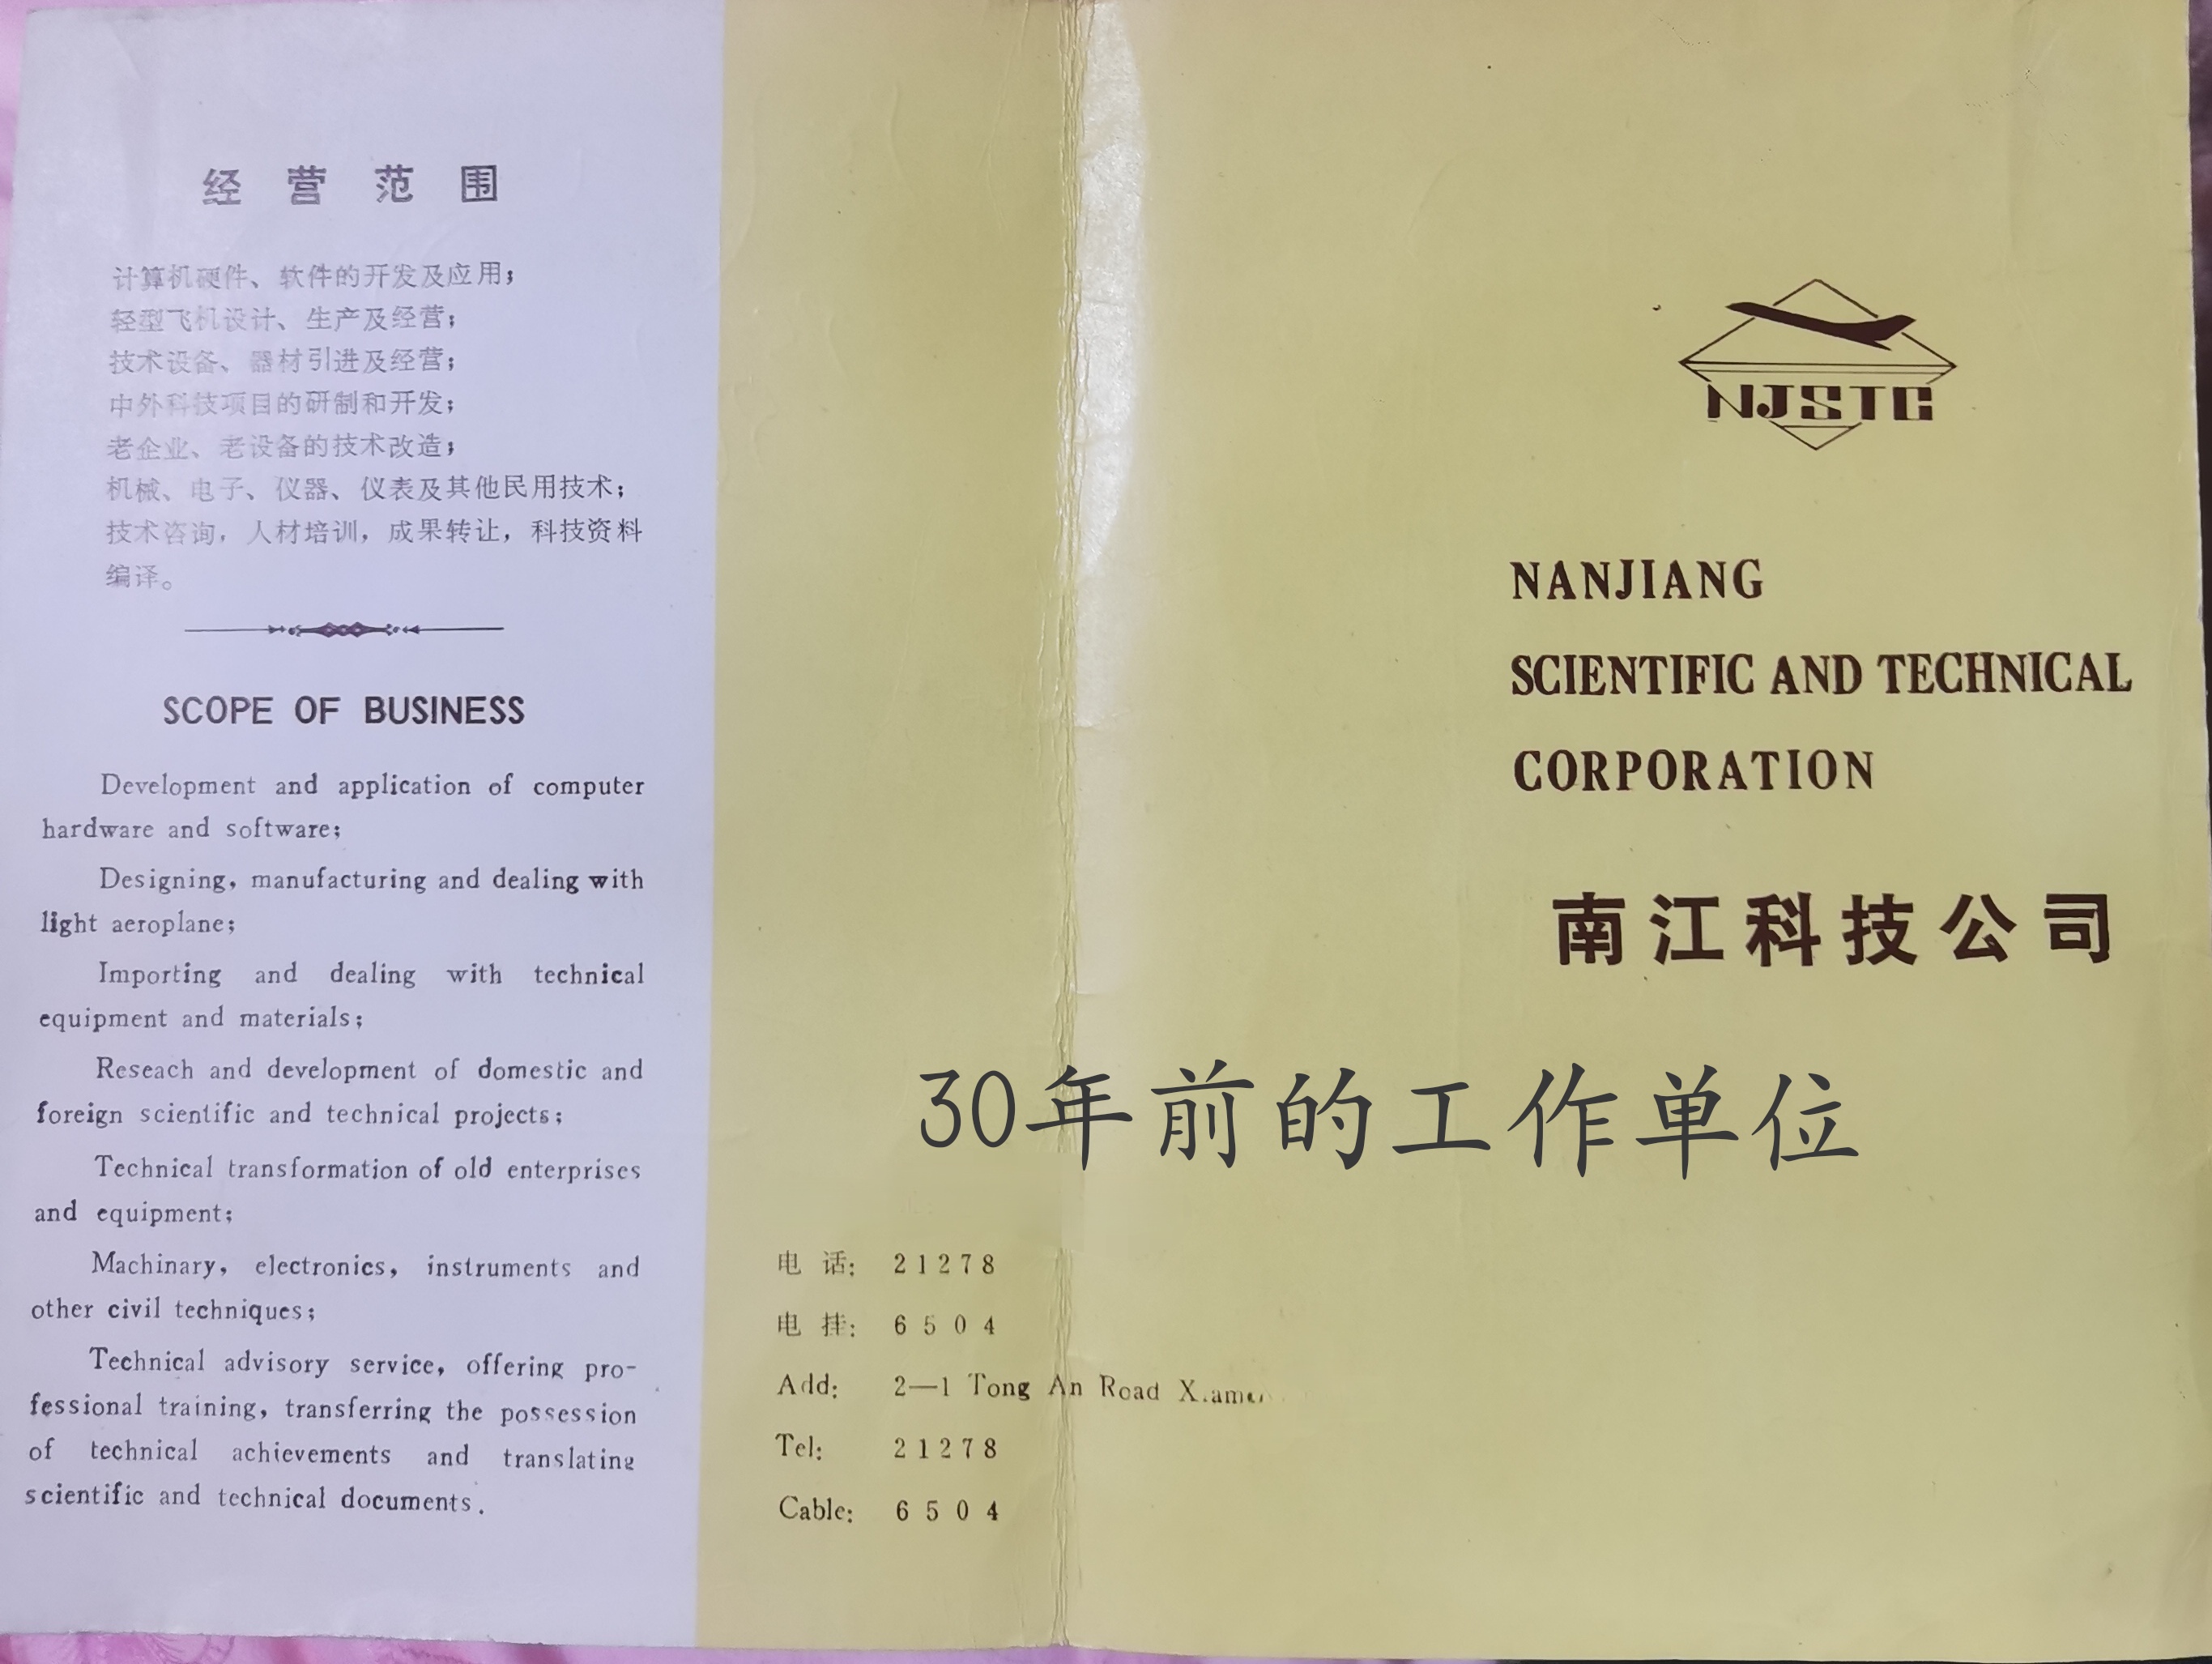 经营范围
计算机硬件、软件的开发及应用；
轻型飞机设计、生产及经营；
技术设备、器材引进及经营；
中外科技项目的研制和开发；
老企业、老设备的技术改造；
机械、电子、仪器、仪表及其他民用技术；
技术咨询，人材培训，成果转让，科技资料
编译。
SCOPE OF BUSINESS
Development and application of computer
hardware and software;
Designing, manufacturing and dealing with
light aeroplane;
Importing and dealing with technical
equipment and materials;
Reseach and development of domestic and
foreign scientific and technical projects;
Technical transformation of old enterprises
and equipment;
Machinary, electronics, instruments and
other civil techniques;
Technical advisory service, offering pro-
fessional training, transferring the possession
of technical achievements and translating
scientific and technical documents.
电话: 21278
电挂: 6504
Add: 2—1 Tong An Road
Tel: 21278
Cable: 6504
NJSTC
NANJIANG
SCIENTIFIC AND TECHNICAL
CORPORATION
南江科技公司
30年前的工作单位